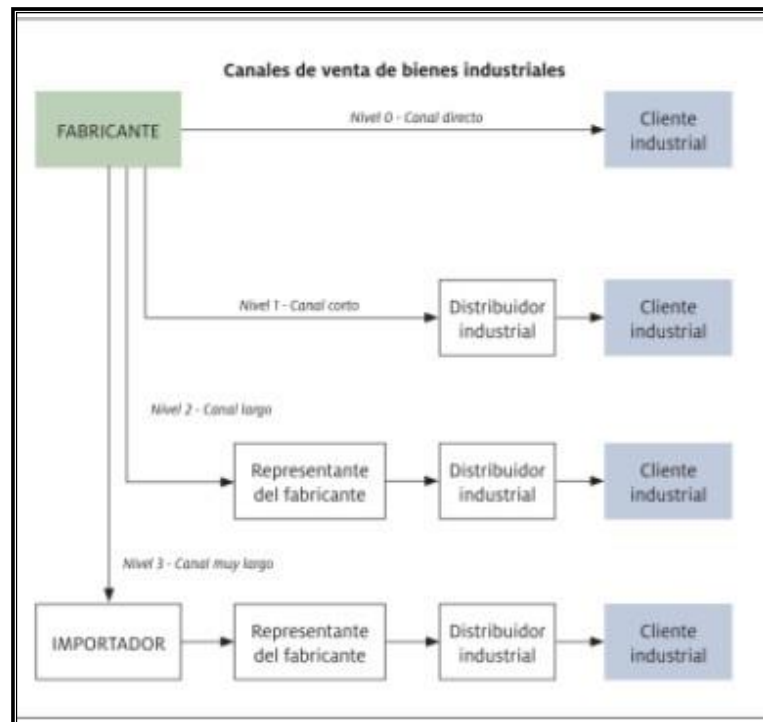 Canales de venta de bienes industriales
FABRICANTE
Nivel 0 - Canal directo
Cliente
industrial
Nivel 1 - Canal corto
Distribuidor
industrial
Cliente
industrial
Nivel 2 - Canal largo
Representante
del fabricante
Distribuidor
industrial
Cliente
industrial
Nivel 3 - Canal muy largo
IMPORTADOR
Representante
del fabricante
Distribuidor
industrial
Cliente
industrial